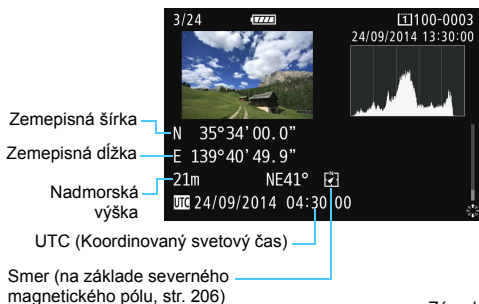 3/24
1 100-0003
24/09/2014 13:30:00
Zemepisná šírka
N 35°34'00.0"
Zemepisná dĺžka
E 139°40'49.9"
Nadmorská
výška
21m NE41°
UTC 24/09/2014 04:30:00
UTC (Koordinovaný svetový čas)
Smer (na základe severného
magnetického pólu, str. 206)